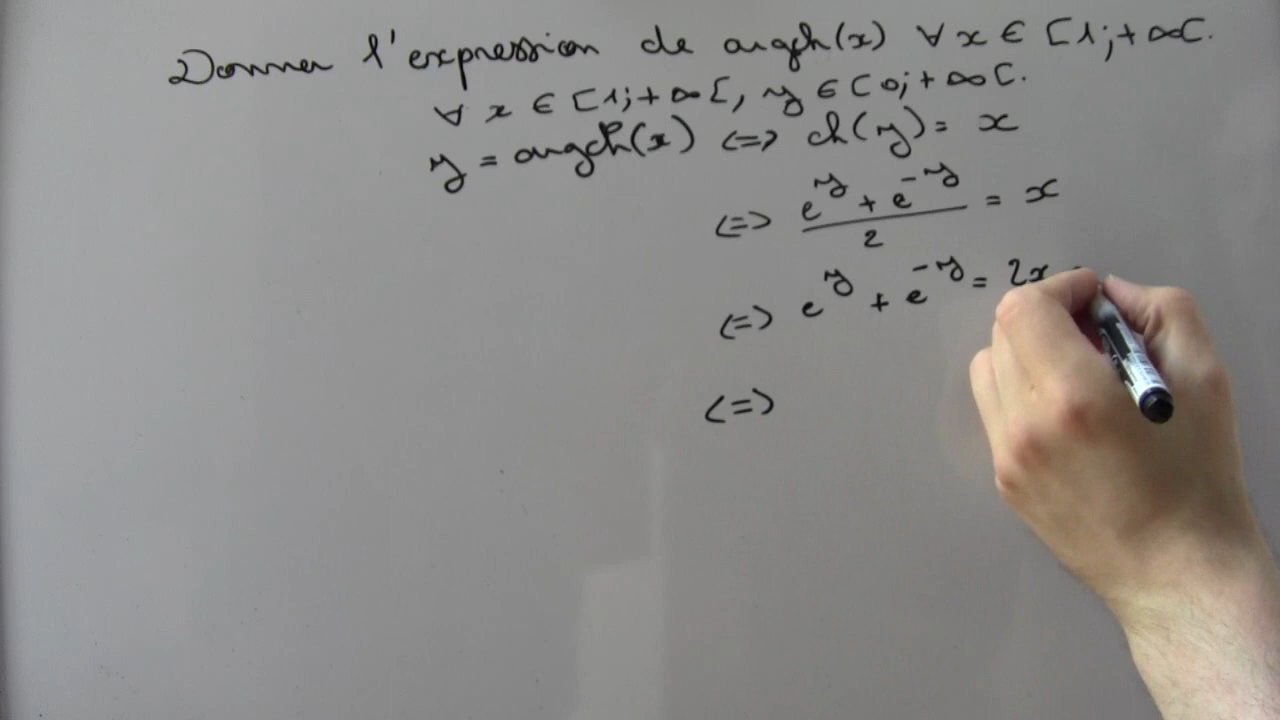 Donner l'expression de argch(x) ∀ x ∈ [1;+∞[.
∀ x ∈ [1;+∞[, y ∈ [0;+∞[.
y = argch(x) <=> ch(y) = x
<=> (e^y + e^-y)/2 = x
<=> e^y + e^-y = 2x
<=>